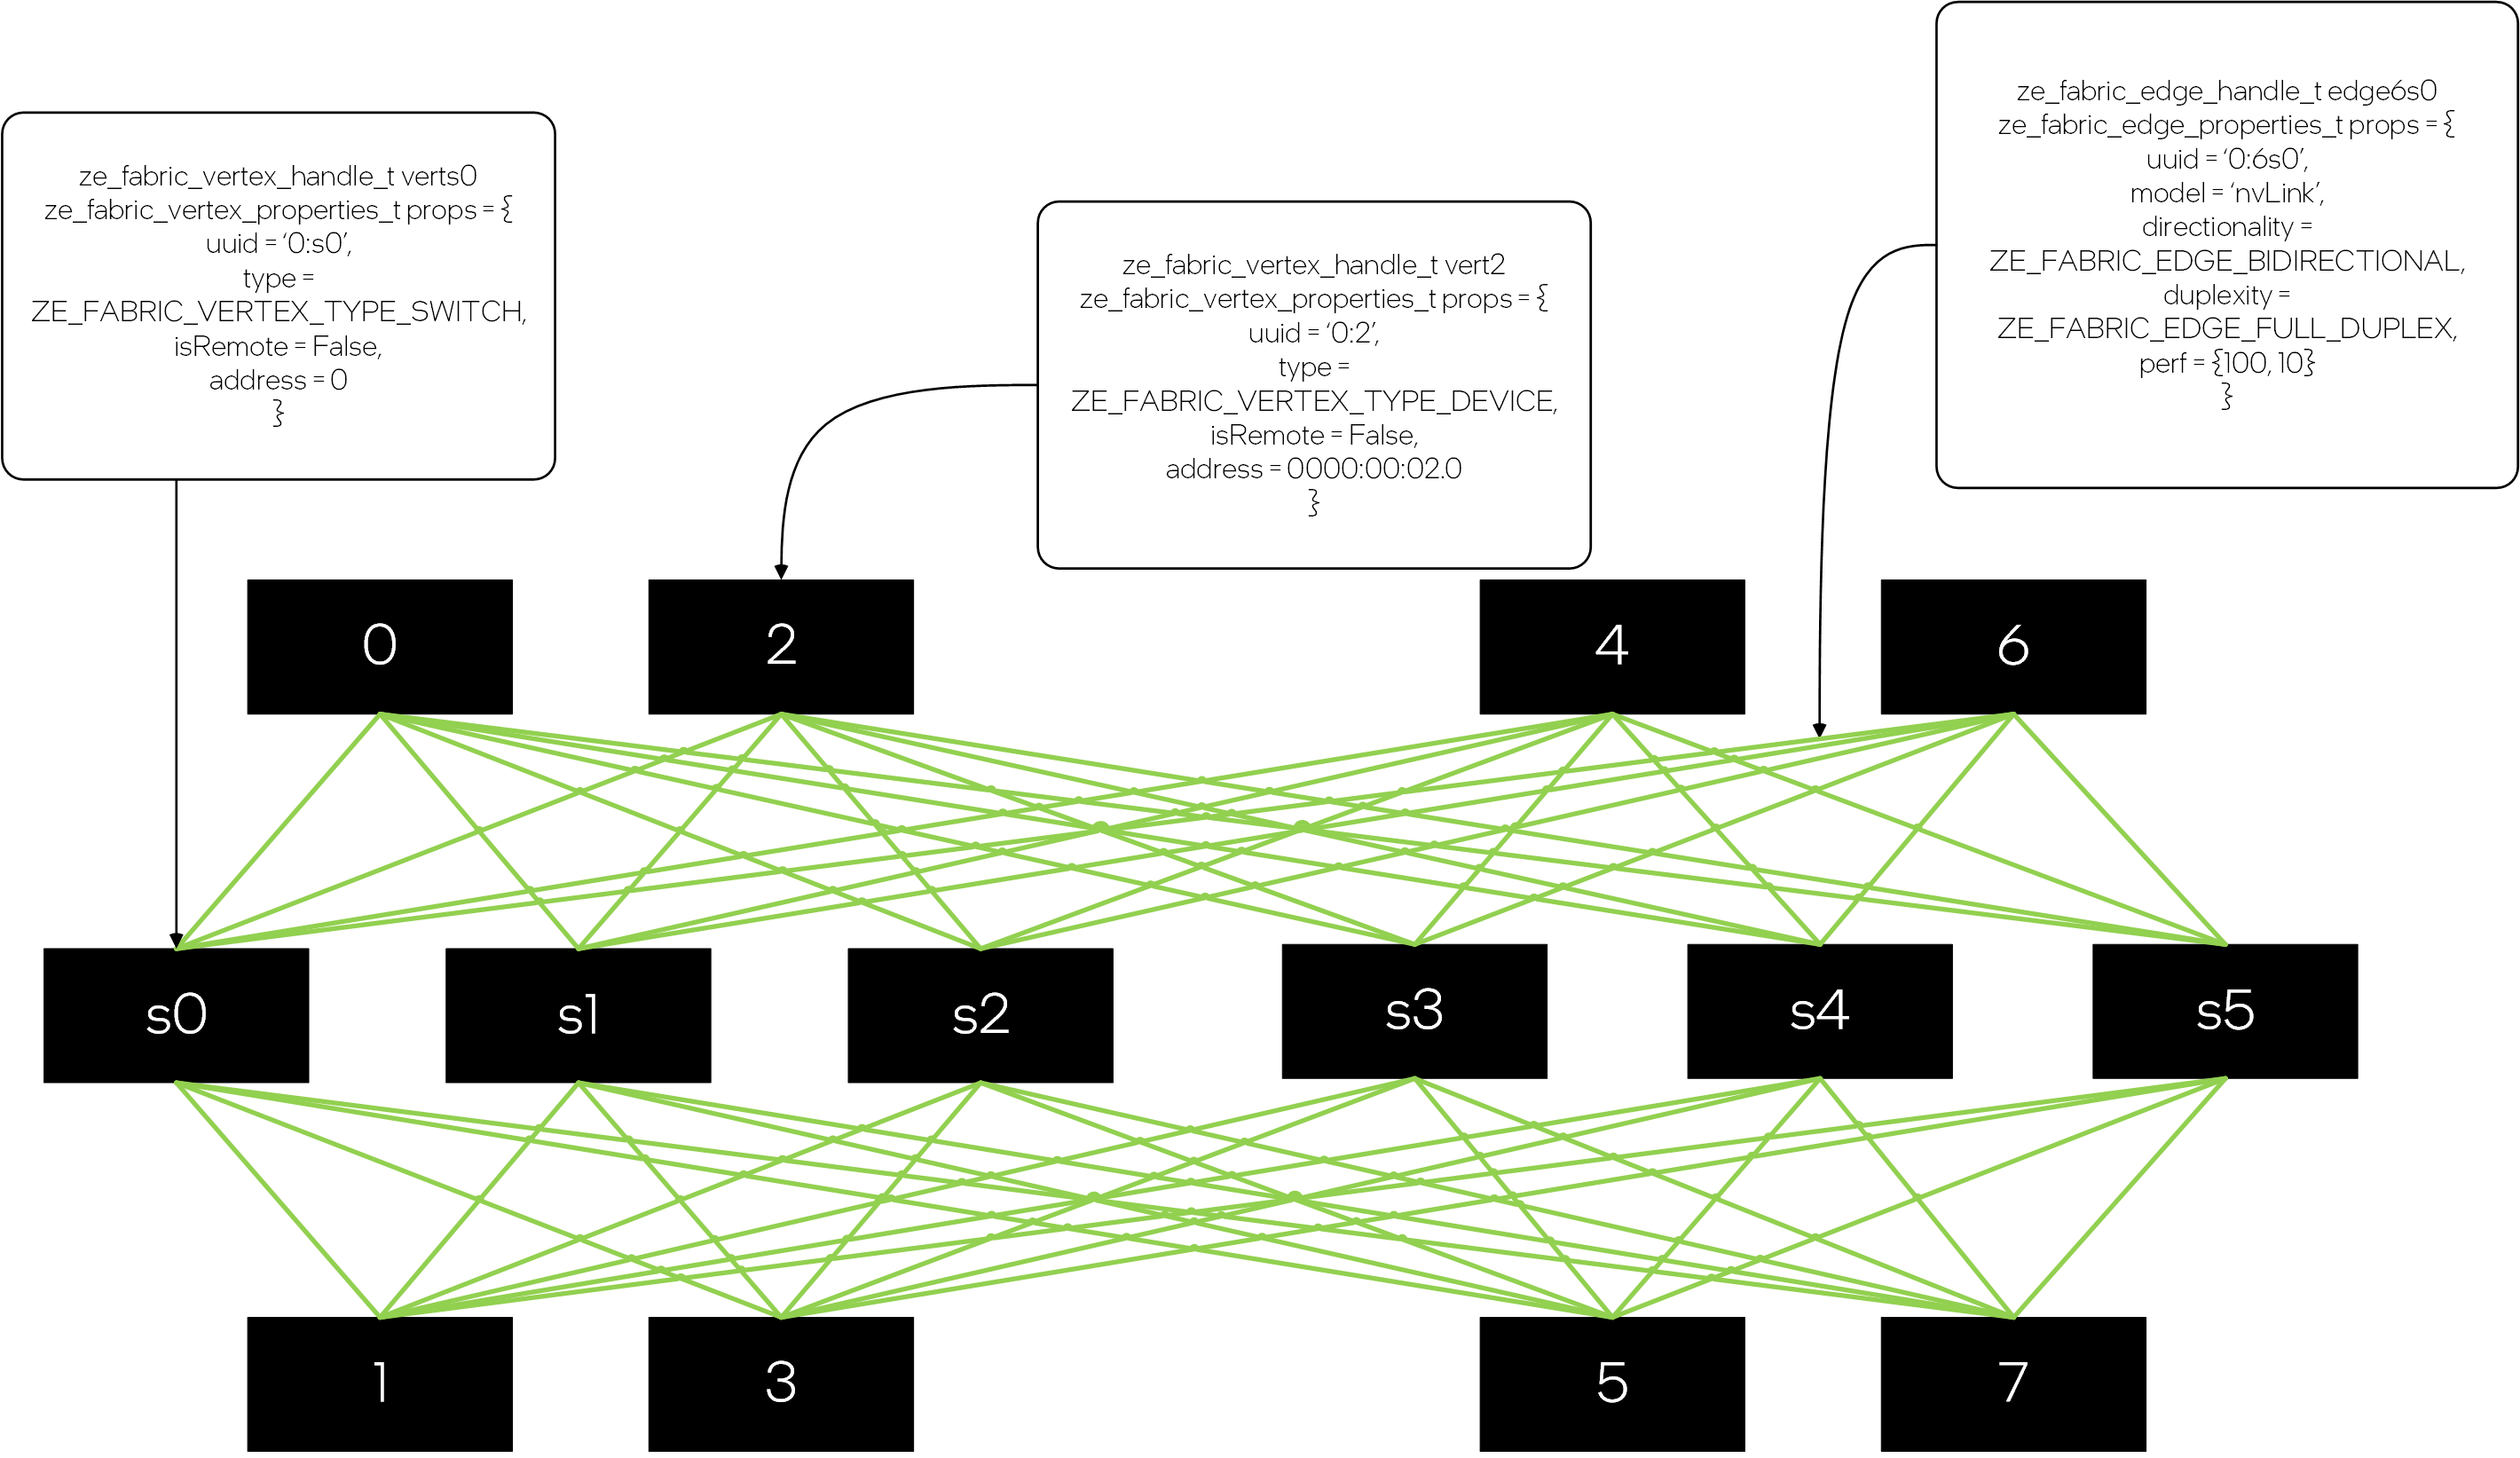 ze_fabric_vertex_handle_t verts0
ze_fabric_vertex_properties_t props = {
uuid = ‘0:s0’,
type =
ZE_FABRIC_VERTEX_TYPE_SWITCH,
isRemote = False,
address = 0
}
ze_fabric_vertex_handle_t vert2
ze_fabric_vertex_properties_t props = {
uuid = ‘0:2’,
type =
ZE_FABRIC_VERTEX_TYPE_DEVICE,
isRemote = False,
address = 0000:00:02.0
}
ze_fabric_edge_handle_t edge6s0
ze_fabric_edge_properties_t props = {
uuid = ‘0:6s0’,
model = ‘nvLink’,
directionality =
ZE_FABRIC_EDGE_BIDIRECTIONAL,
duplexity =
ZE_FABRIC_EDGE_FULL_DUPLEX,
perf = {100, 10}
}
0
2
4
6
s0
s1
s2
s3
s4
s5
1
3
5
7